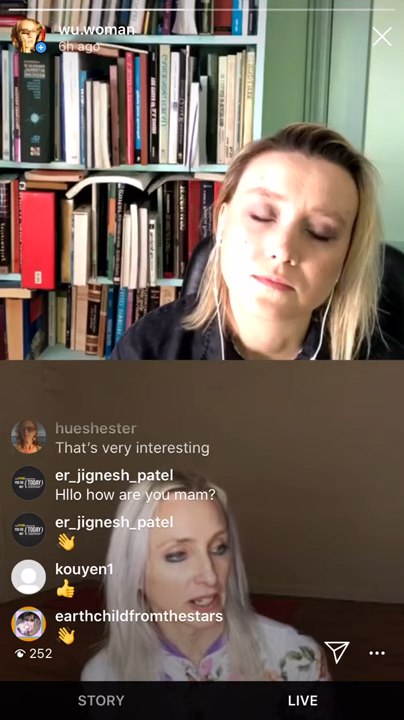 wu.woman
6h ago
hueshester
That's very interesting
er_jignesh_patel
Hllo how are you mam?
er_jignesh_patel
👋
kouyen1
👍
earthchildfromthestars
👋
252
STORY
LIVE